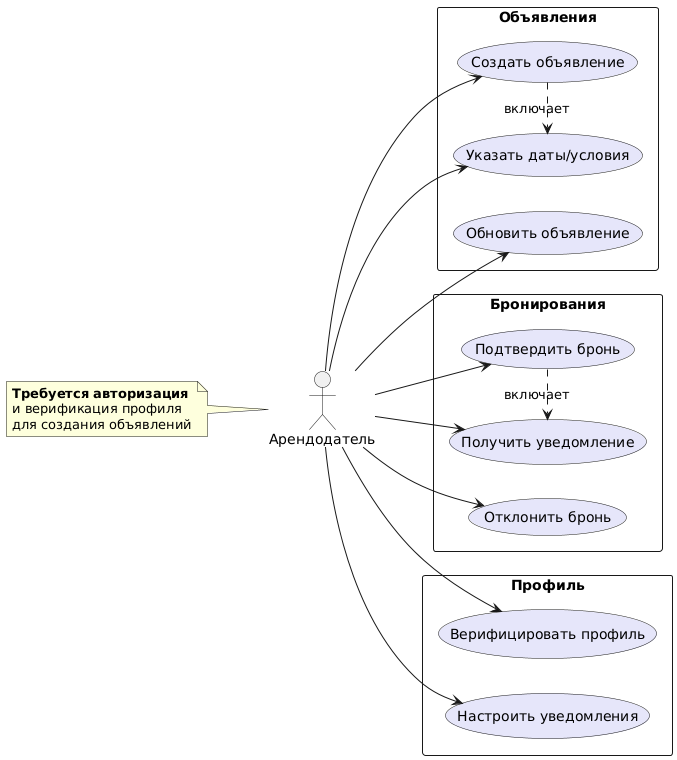 Объявления
Создать объявление
включает
Указать даты/условия
Обновить объявление
Бронирования
Подтвердить бронь
включает
Получить уведомление
Отклонить бронь
Требуется авторизация
и верификация профиля
для создания объявлений
Арендодатель
Профиль
Верифицировать профиль
Настроить уведомления